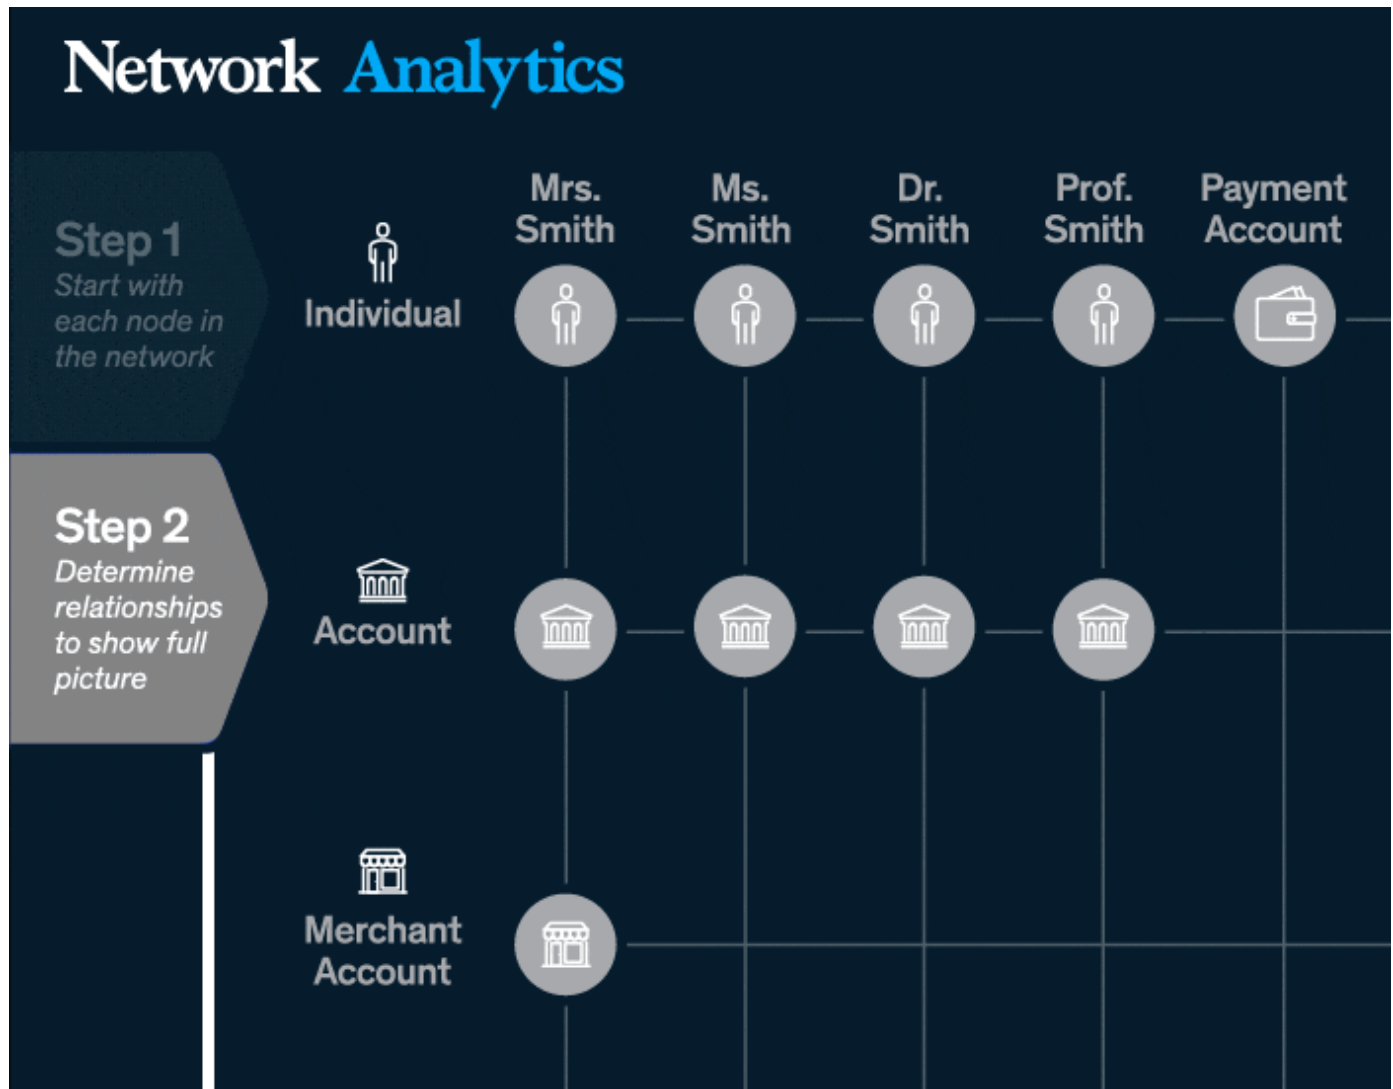 Network Analytics
Step 1
Start with
each node in
the network
Individual
Mrs.
Smith
Ms.
Smith
Dr.
Smith
Prof.
Smith
Payment
Account
Step 2
Determine
relationships
to show full
picture
Account
Merchant
Account